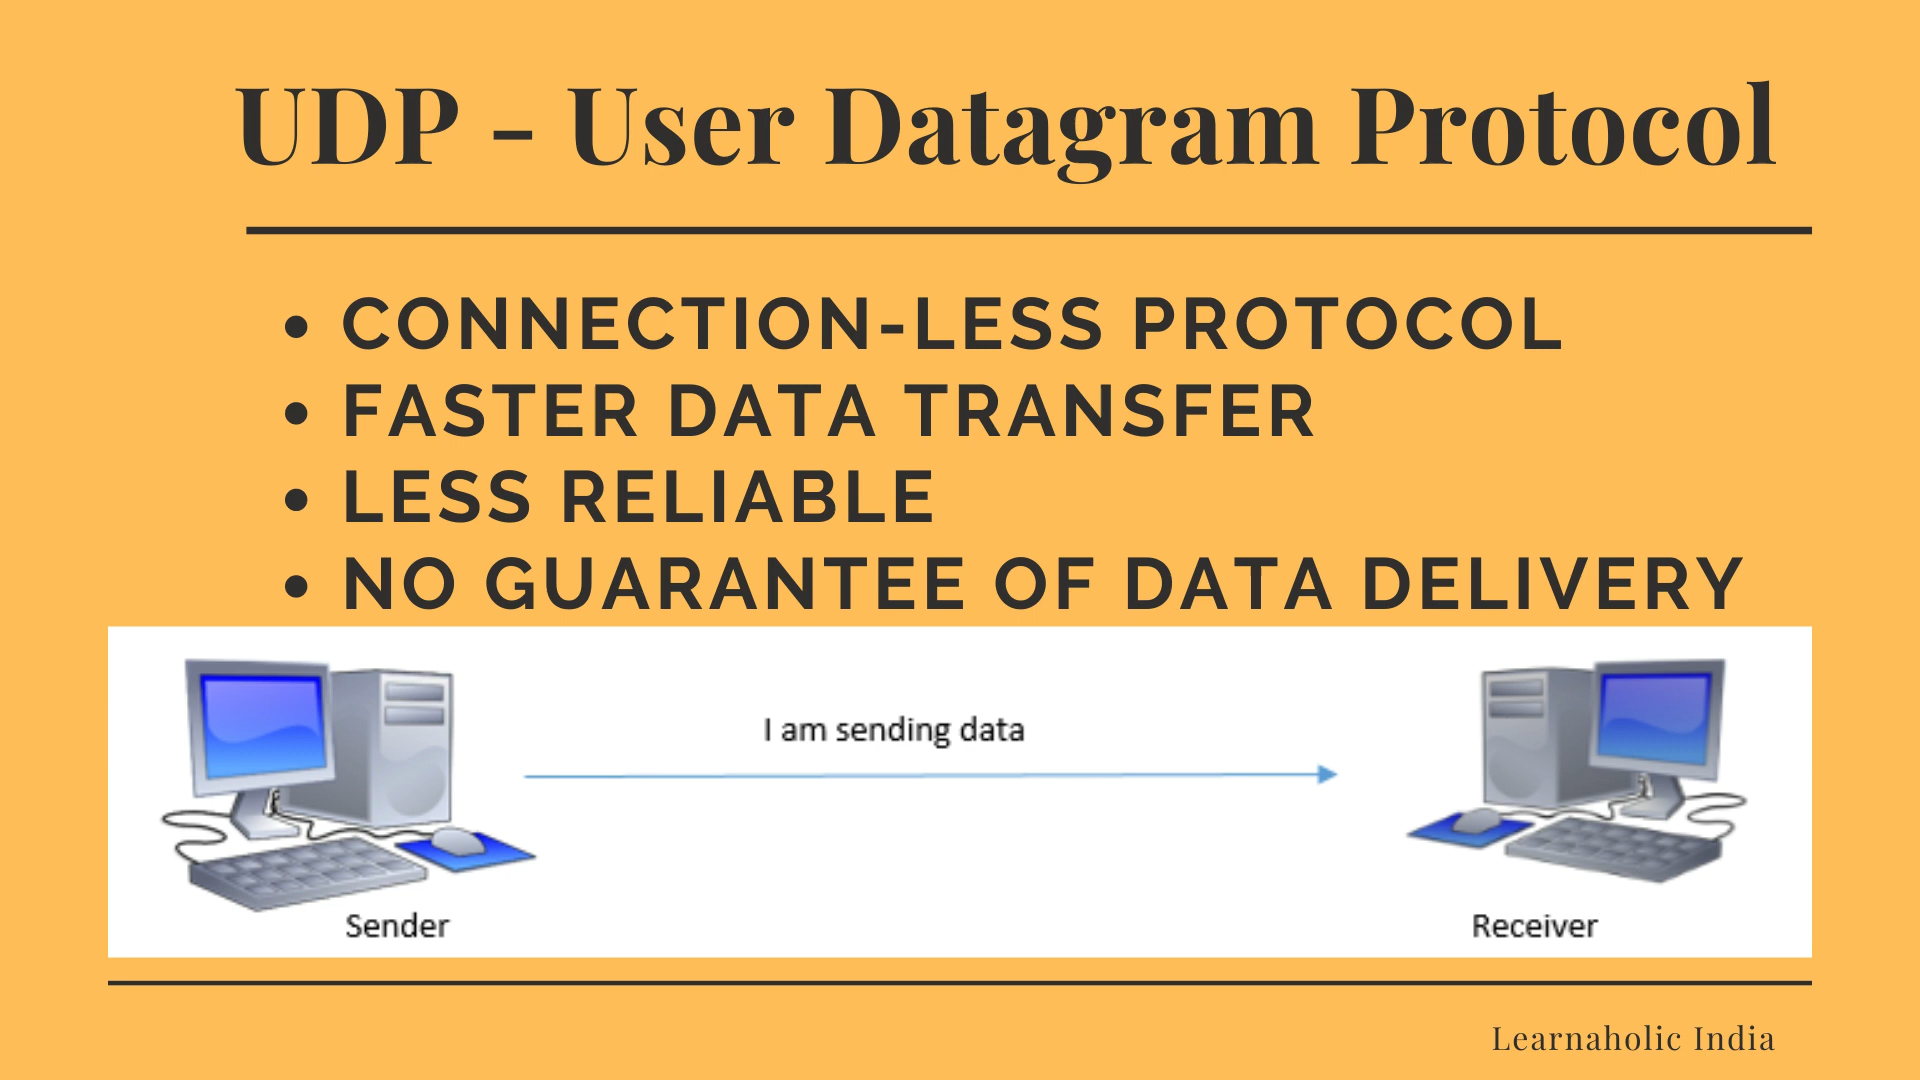 UDP - User Datagram Protocol
• CONNECTION-LESS PROTOCOL
• FASTER DATA TRANSFER
• LESS RELIABLE
• NO GUARANTEE OF DATA DELIVERY
I am sending data
Sender
Receiver
Learnaholic India